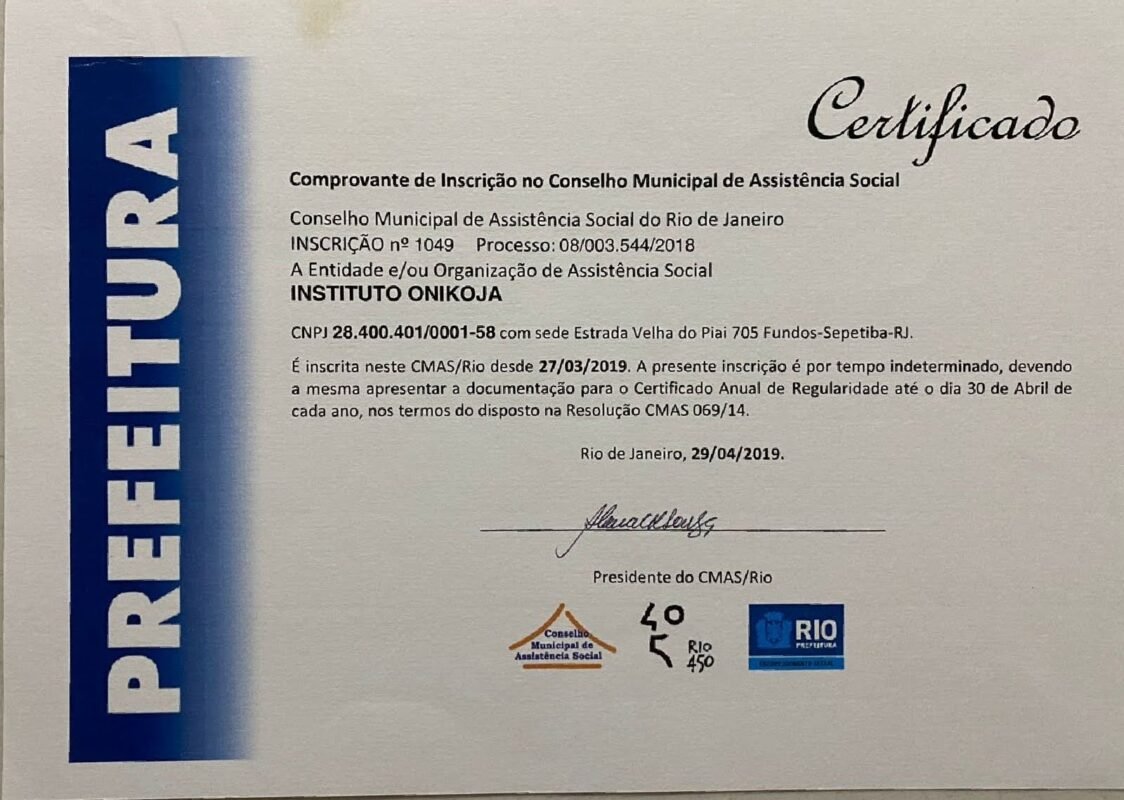 PREFEITURA
Certificado
Comprovante de Inscrição no Conselho Municipal de Assistência Social
Conselho Municipal de Assistência Social do Rio de Janeiro
INSCRIÇÃO nº 1049 Processo: 08/003.544/2018
A Entidade e/ou Organização de Assistência Social
INSTITUTO ONIKOJA
CNPJ 28.400.401/0001-58 com sede Estrada Velha do Piai 705 Fundos-Sepetiba-RJ.
É inscrita neste CMAS/Rio desde 27/03/2019. A presente inscrição é por tempo indeterminado, devendo
a mesma apresentar a documentação para o Certificado Anual de Regularidade até o dia 30 de Abril de
cada ano, nos termos do disposto na Resolução CMAS 069/14.
Rio de Janeiro, 29/04/2019.
Presidente do CMAS/Rio
Conselho
Municipal de
Assistência Social
RIO
450
RIO
PREFEITURA